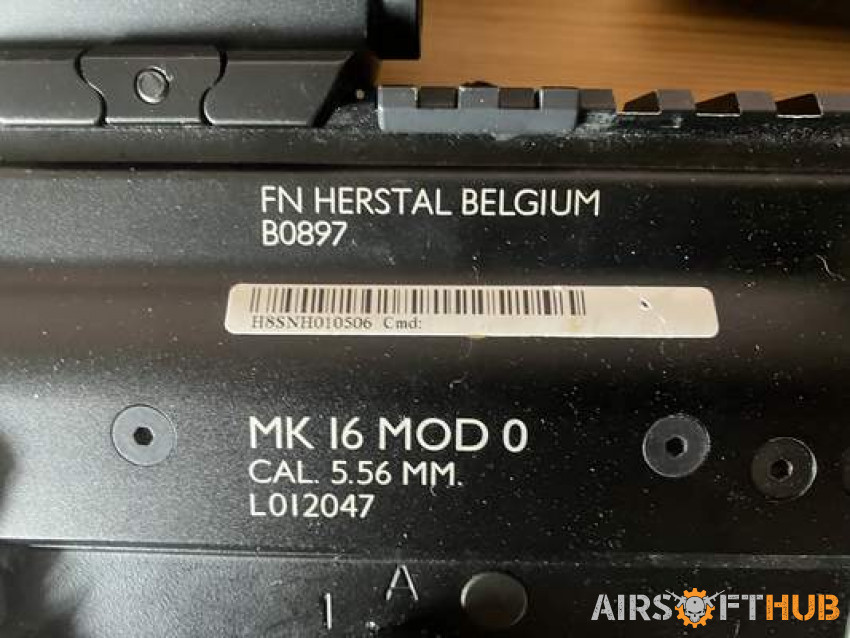 FN HERSTAL BELGIUM
B0897
H8SNH010506 Cmd:
MK 16 MOD 0
CAL. 5.56 MM.
L012047
A
1
AIRSOFTHUB